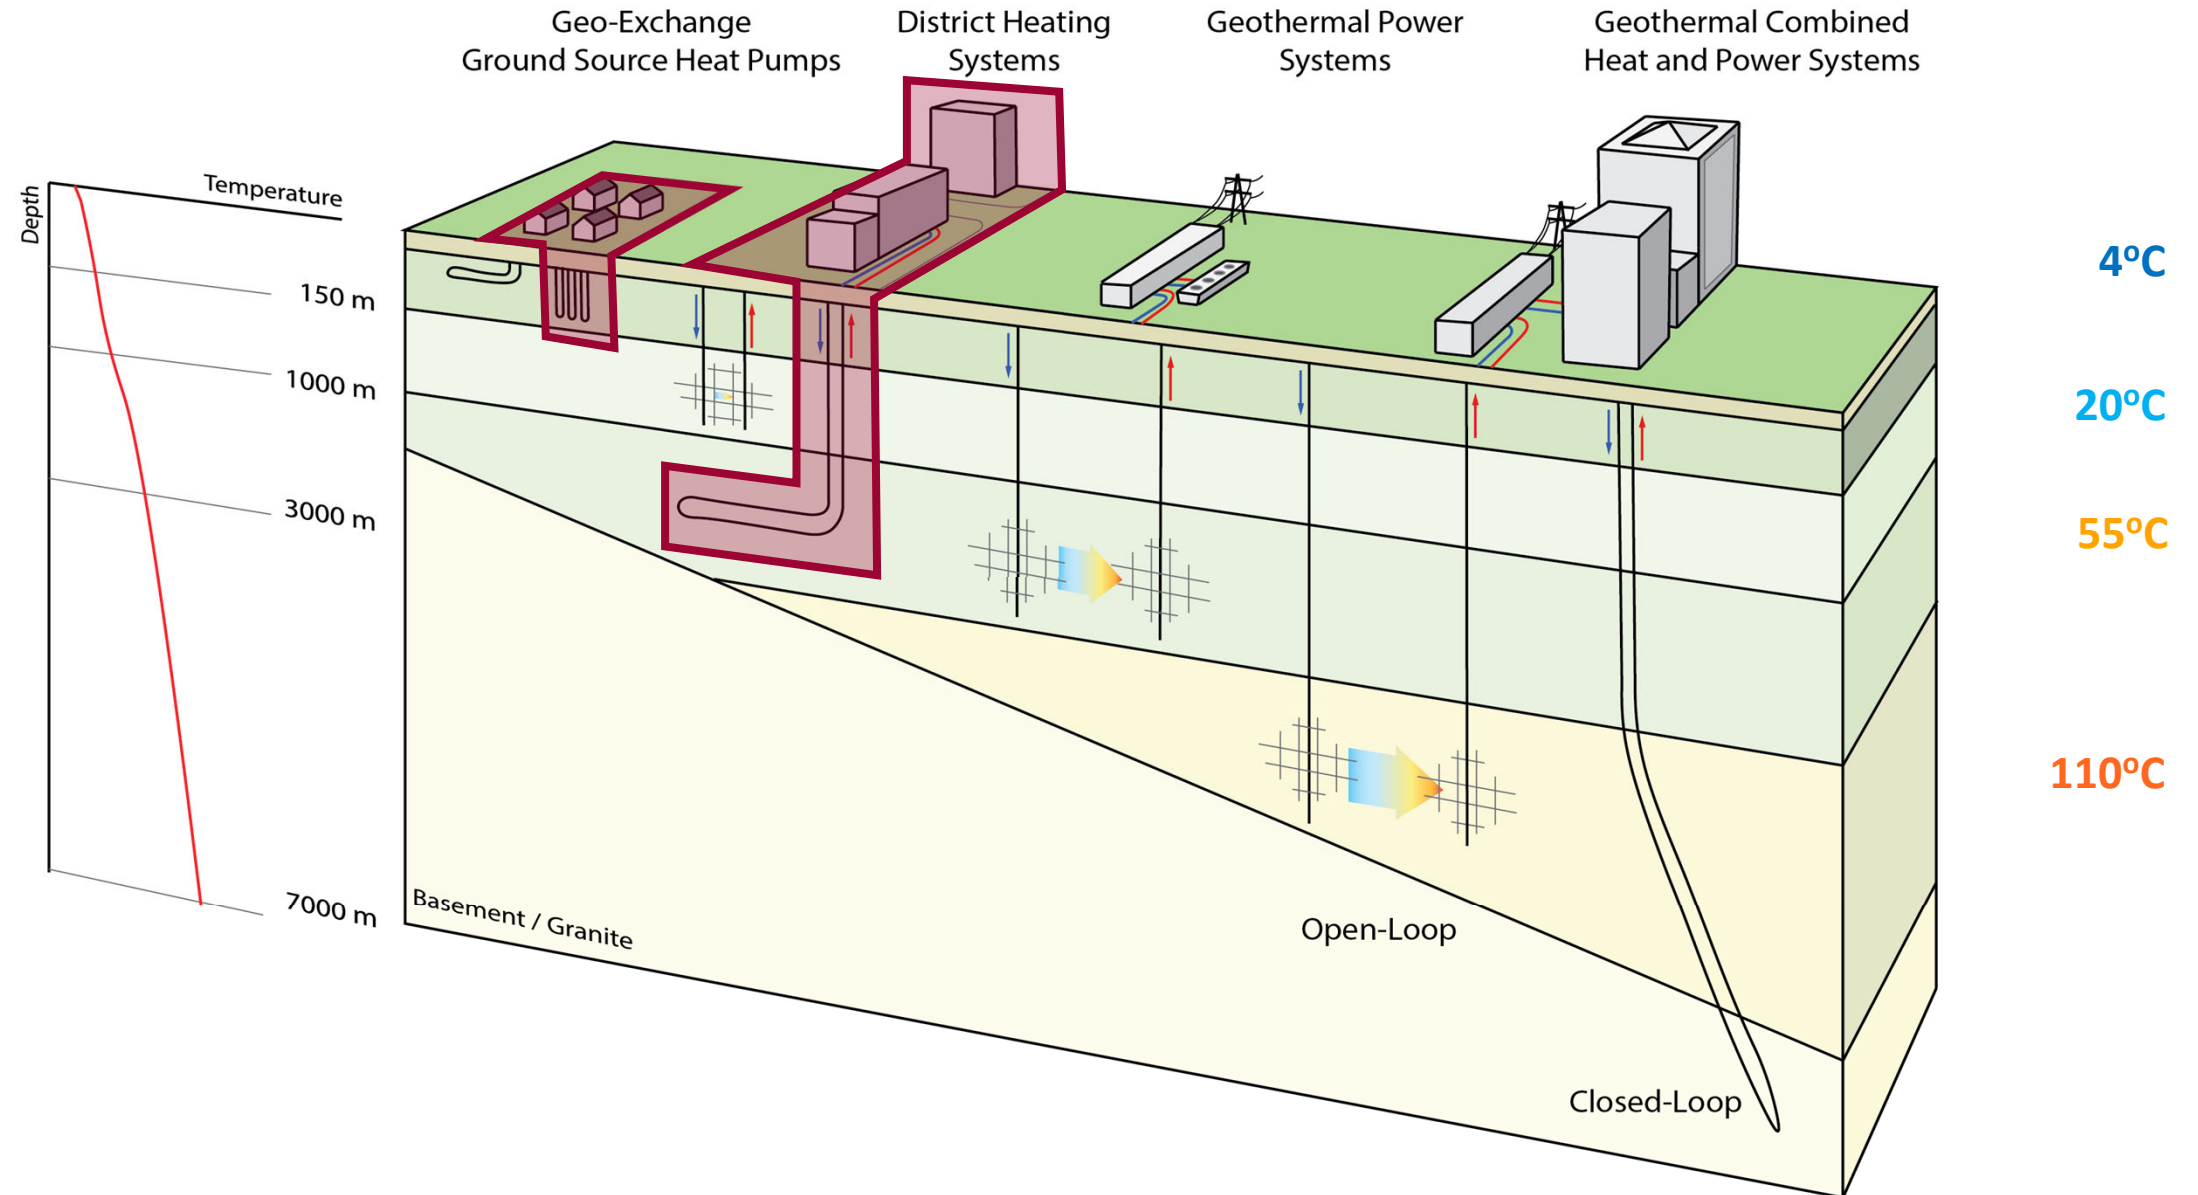 Geo-Exchange
Ground Source Heat Pumps
District Heating
Systems
Geothermal Power
Systems
Geothermal Combined
Heat and Power Systems
Depth
Temperature
150 m
1000 m
3000 m
7000 m
4ºC
20ºC
55ºC
110ºC
Basement / Granite
Open-Loop
Closed-Loop